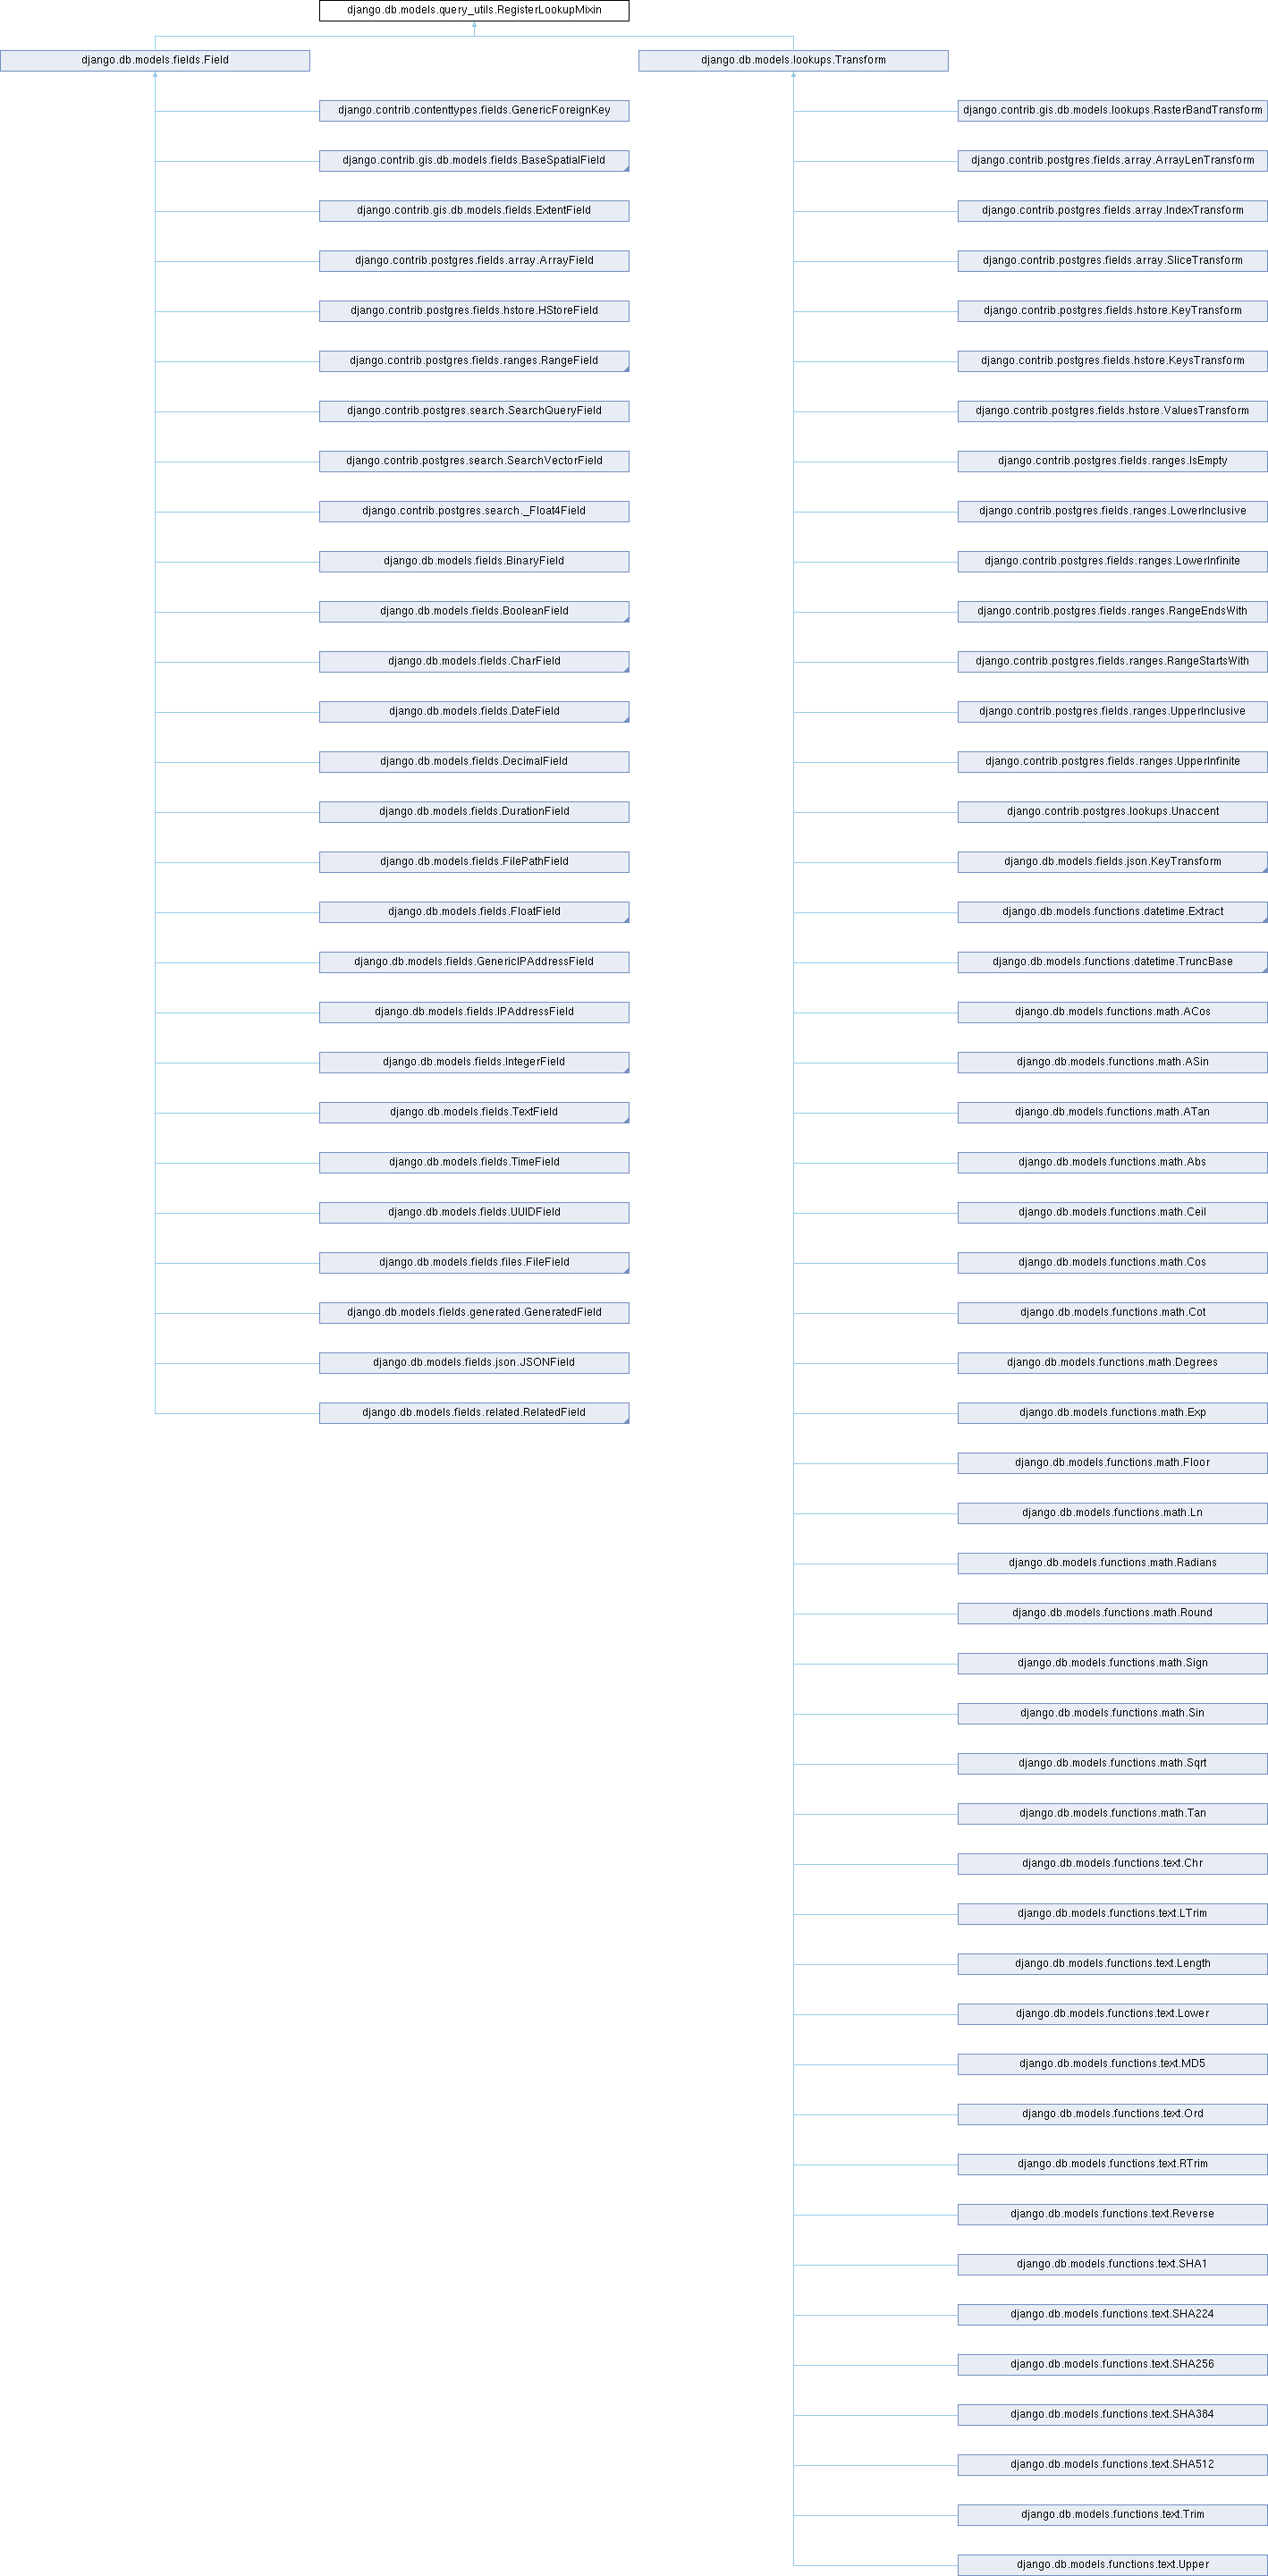 django.db.models.query_utils.RegisterLookupMixin
django.db.models.fields.Field
django.db.models.lookups.Transform
django.contrib.contenttypes.fields.GenericForeignKey
django.contrib.gis.db.models.lookups.RasterBandTransform
django.contrib.gis.db.models.fields.BaseSpatialField
django.contrib.postgres.fields.array.ArrayLenTransform
django.contrib.gis.db.models.fields.ExtentField
django.contrib.postgres.fields.array.IndexTransform
django.contrib.postgres.fields.array.ArrayField
django.contrib.postgres.fields.array.SliceTransform
django.contrib.postgres.fields.hstore.HStoreField
django.contrib.postgres.fields.hstore.KeyTransform
django.contrib.postgres.fields.ranges.RangeField
django.contrib.postgres.fields.hstore.KeysTransform
django.contrib.postgres.search.SearchQueryField
django.contrib.postgres.fields.hstore.ValuesTransform
django.contrib.postgres.search.SearchVectorField
django.contrib.postgres.fields.ranges.IsEmpty
django.contrib.postgres.search._Float4Field
django.contrib.postgres.fields.ranges.LowerInclusive
django.db.models.fields.BinaryField
django.contrib.postgres.fields.ranges.LowerInfinite
django.db.models.fields.BooleanField
django.contrib.postgres.fields.ranges.RangeEndsWith
django.db.models.fields.CharField
django.contrib.postgres.fields.ranges.RangeStartsWith
django.db.models.fields.DateField
django.contrib.postgres.fields.ranges.UpperInclusive
django.db.models.fields.DecimalField
django.contrib.postgres.fields.ranges.UpperInfinite
django.db.models.fields.DurationField
django.contrib.postgres.lookups.Unaccent
django.db.models.fields.FilePathField
django.db.models.fields.json.KeyTransform
django.db.models.fields.FloatField
django.db.models.functions.datetime.Extract
django.db.models.fields.GenericIPAddressField
django.db.models.functions.datetime.TruncBase
django.db.models.fields.IPAddressField
django.db.models.functions.math.ACos
django.db.models.fields.IntegerField
django.db.models.functions.math.ASin
django.db.models.fields.TextField
django.db.models.functions.math.ATan
django.db.models.fields.TimeField
django.db.models.functions.math.Abs
django.db.models.fields.UUIDField
django.db.models.functions.math.Ceil
django.db.models.fields.files.FileField
django.db.models.functions.math.Cos
django.db.models.fields.generated.GeneratedField
django.db.models.functions.math.Cot
django.db.models.fields.json.JSONField
django.db.models.functions.math.Degrees
django.db.models.fields.related.RelatedField
django.db.models.functions.math.Exp
django.db.models.functions.math.Floor
django.db.models.functions.math.Ln
django.db.models.functions.math.Radians
django.db.models.functions.math.Round
django.db.models.functions.math.Sign
django.db.models.functions.math.Sin
django.db.models.functions.math.Sqrt
django.db.models.functions.math.Tan
django.db.models.functions.text.Chr
django.db.models.functions.text.LTrim
django.db.models.functions.text.Length
django.db.models.functions.text.Lower
django.db.models.functions.text.MD5
django.db.models.functions.text.Ord
django.db.models.functions.text.RTrim
django.db.models.functions.text.Reverse
django.db.models.functions.text.SHA1
django.db.models.functions.text.SHA224
django.db.models.functions.text.SHA256
django.db.models.functions.text.SHA384
django.db.models.functions.text.SHA512
django.db.models.functions.text.Trim
django.db.models.functions.text.Upper